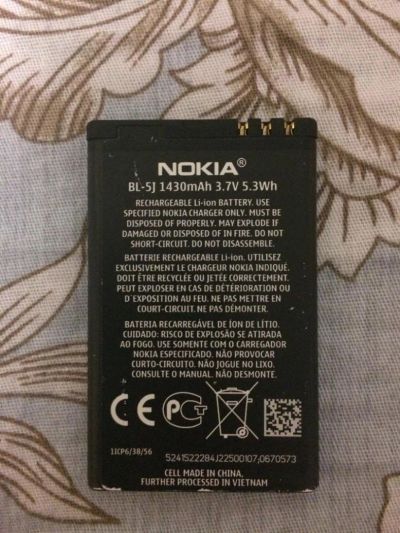 NOKIA®
BL-5J 1430mAh 3.7V 5.3Wh
RECHARGEABLE Li-ion BATTERY. USE
SPECIFIED NOKIA CHARGER ONLY. MUST BE
DISPOSED OF PROPERLY. MAY EXPLODE IF
DAMAGED OR DISPOSED OF IN FIRE. DO NOT
SHORT-CIRCUIT. DO NOT DISASSEMBLE.
BATTERIE RECHARGEABLE Li-ion. UTILISEZ
EXCLUSIVEMENT LE CHARGEUR NOKIA INDIQUÉ.
DOIT ÊTRE RECYCLÉE OU JETÉE CORRECTEMENT.
PEUT EXPLOSER EN CAS DE DÉTÉRIORATION OU
D'EXPOSITION AU FEU. NE PAS METTRE EN
COURT-CIRCUIT. NE PAS DÉMONTER.
BATERIA RECARREGÁVEL DE ÍON DE LÍTIO.
CUIDADO: RISCO DE EXPLOSÃO SE ATIRADA
AO FOGO. USE SOMENTE COM O CARREGADOR
NOKIA ESPECIFICADO. NÃO PROVOCAR
CURTO-CIRCUITO. NÃO JOGUE NO LIXO.
CE PCT
1ICP6/38/56
5241522284J22500107;0670573
CELL MADE IN CHINA,
FURTHER PROCESSED IN VIETNAM